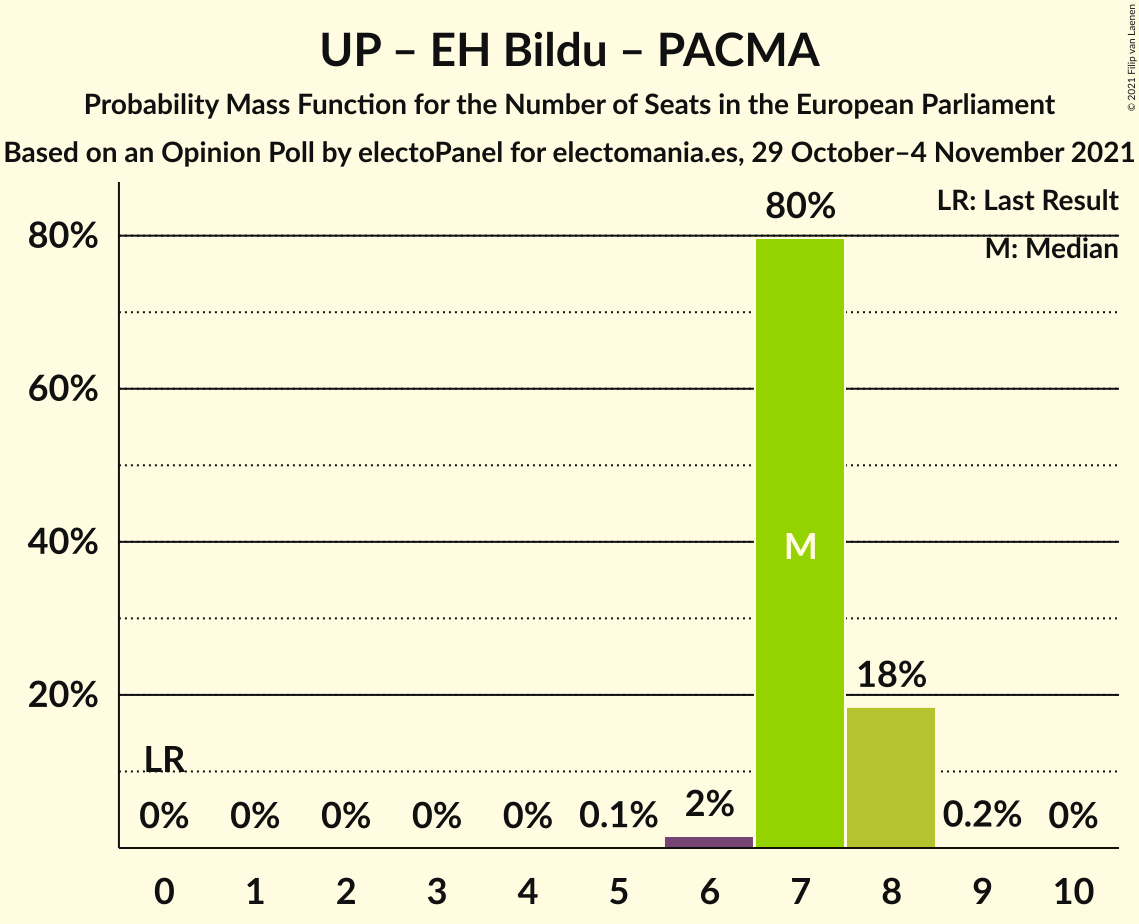 UP – EH Bildu – PACMA
Probability Mass Function for the Number of Seats in the European Parliament
Based on an Opinion Poll by electoPanel for electomania.es, 29 October–4 November 2021
© 2021 Filip van Laenen
LR: Last Result
M: Median
80%
60%
40%
20%
LR
0%
0%
0%
0%
0%
0.1%
2%
80%
M
18%
0.2%
0%
0 1 2 3 4 5 6 7 8 9 10